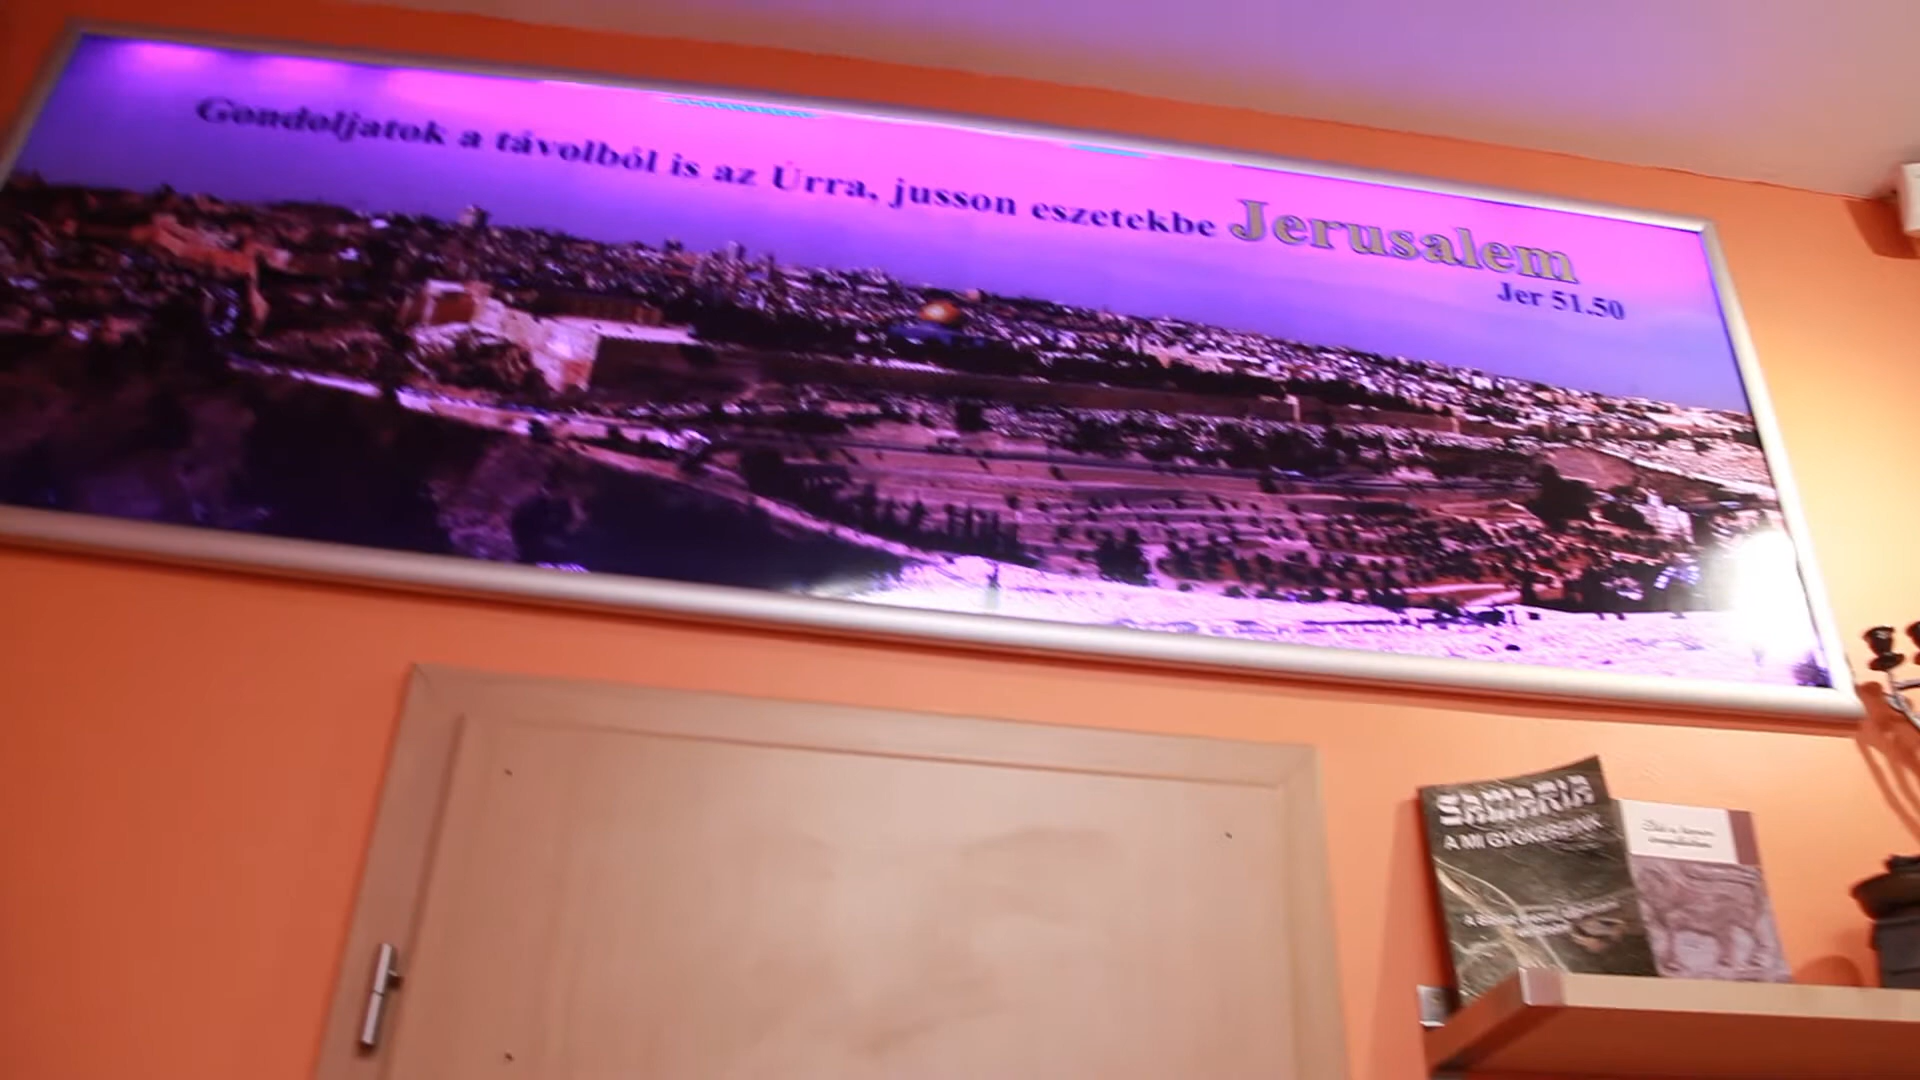 Gondoljatok a távolból is az Úrra, jusson eszetekbe Jerusalem
Jer 51.50
SAMARIA
A MI GYÖKEREINK